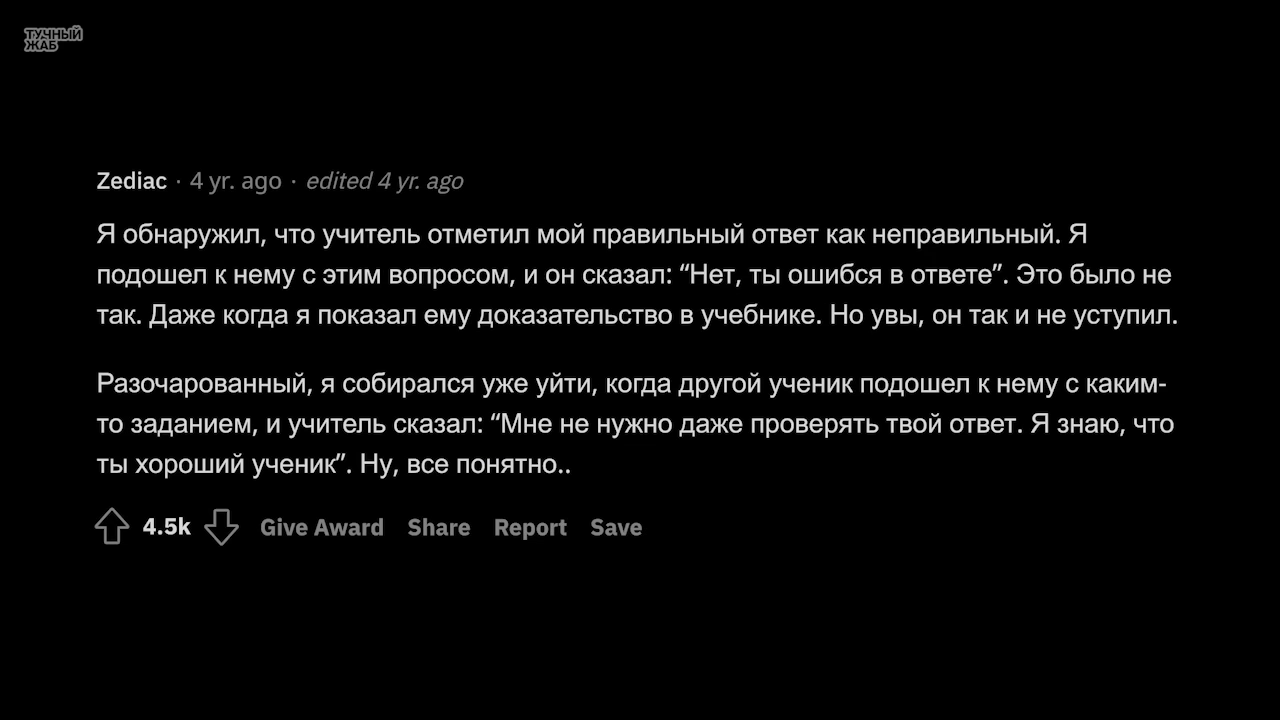 ТУЧНЫЙ
ЖАБ
Zediac · 4 yr. ago · edited 4 yr. ago
Я обнаружил, что учитель отметил мой правильный ответ как неправильный. Я
подошел к нему с этим вопросом, и он сказал: “Нет, ты ошибся в ответе”. Это было не
так. Даже когда я показал ему доказательство в учебнике. Но увы, он так и не уступил.
Разочарованный, я собирался уже уйти, когда другой ученик подошел к нему с каким-
то заданием, и учитель сказал: “Мне не нужно даже проверять твой ответ. Я знаю, что
ты хороший ученик”. Ну, все понятно..
4.5k Give Award Share Report Save